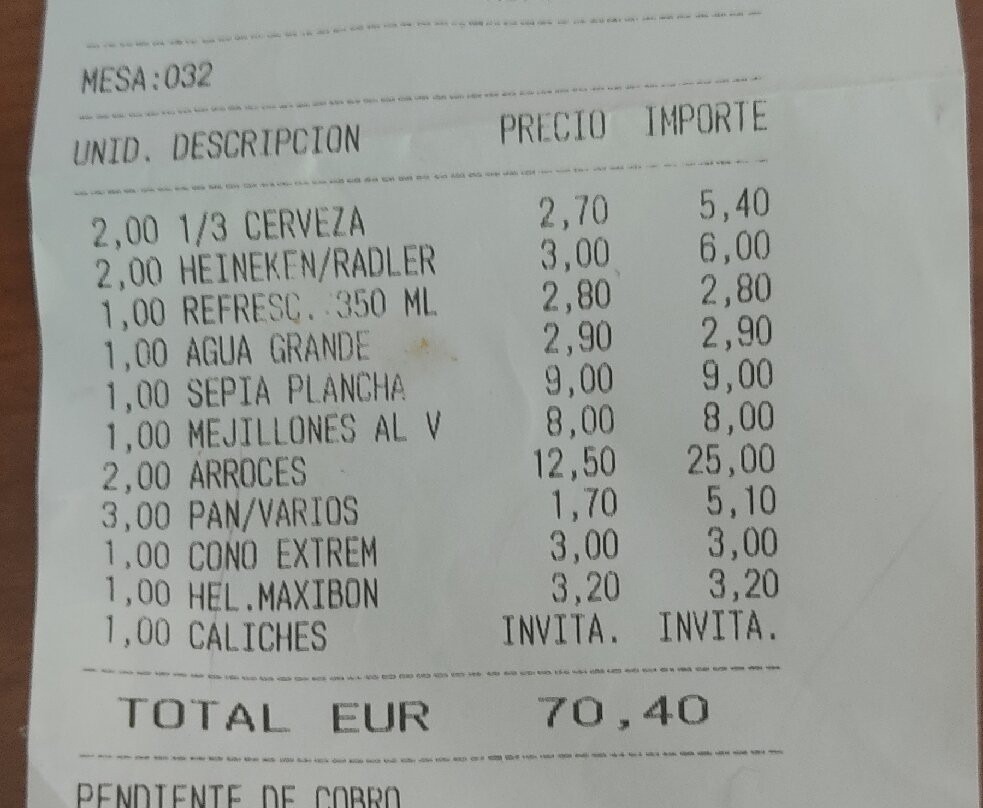 MESA:032
UNID. DESCRIPCION PRECIO IMPORTE
2,00 1/3 CERVEZA 2,70 5,40
2,00 HEINEKEN/RADLER 3,00 6,00
1,00 REFRESC. 350 ML 2,80 2,80
1,00 AGUA GRANDE 2,90 2,90
1,00 SEPIA PLANCHA 9,00 9,00
1,00 MEJILLONES AL V 8,00 8,00
2,00 ARROCES 12,50 25,00
3,00 PAN/VARIOS 1,70 5,10
1,00 CONO EXTREM 3,00 3,00
1,00 HEL.MAXIBON 3,20 3,20
1,00 CALICHES INVITA. INVITA.
TOTAL EUR 70,40
PENDIENTE DE COBRO